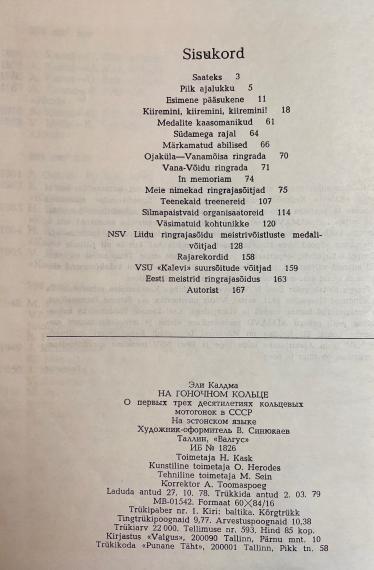 Sisukord
Saateks 3
Pilk ajalukku 5
Esimene pääsukene 11
Kiiremini, kiiremini, kiiremini! 18
Medalite kaasomanikud 61
Südamega rajal 64
Märkamatud abilised 66
Ojaküla—Vanamõisa ringrada 70
Vana-Võidu ringrada 71
In memoriam 74
Meie nimekad ringrajasõitjad 75
Teenekaid treenereid 107
Silmapaistvaid organisaatoreid 114
Väsimatuid kohtunikke 120
NSV Liidu ringrajasõidu meistrivõistluste medali-
võitjad 128
Rajarekordid 158
VSÜ «Kalevi» suursõitude võitjad 159
Eesti meistrid ringrajasõidus 163
Autorist 167
Эли Калдма
НА ГОНОЧНОМ КОЛЬЦЕ
О первых трех десятилетиях кольцевых
мотогонок в СССР
На эстонском языке
Художник-оформитель В. Синюкаев
Таллин, «Валгус»
ИБ № 1826
Toimetaja H. Kask
Kunstiline toimetaja O. Herodes
Tehniline toimetaja M. Sein
Korrektor A. Toomaspoeg
Laduda antud 27. 10. 78. Trükkida antud 2. 03. 79
MB-01542. Formaat 60×84/16
Trükipaber nr. 1. Kiri: baltika. Kõrgtrükk
Tingtrükipoognaid 9,77. Arvestuspoognaid 10,38
Trükiarv 22 000. Tellimuse nr. 593. Hind 85 kop.
Kirjastus «Valgus», 200090 Tallinn, Pärnu mnt. 10
Trükikoda «Punane Täht», 200001 Tallinn, Pikk tn. 58